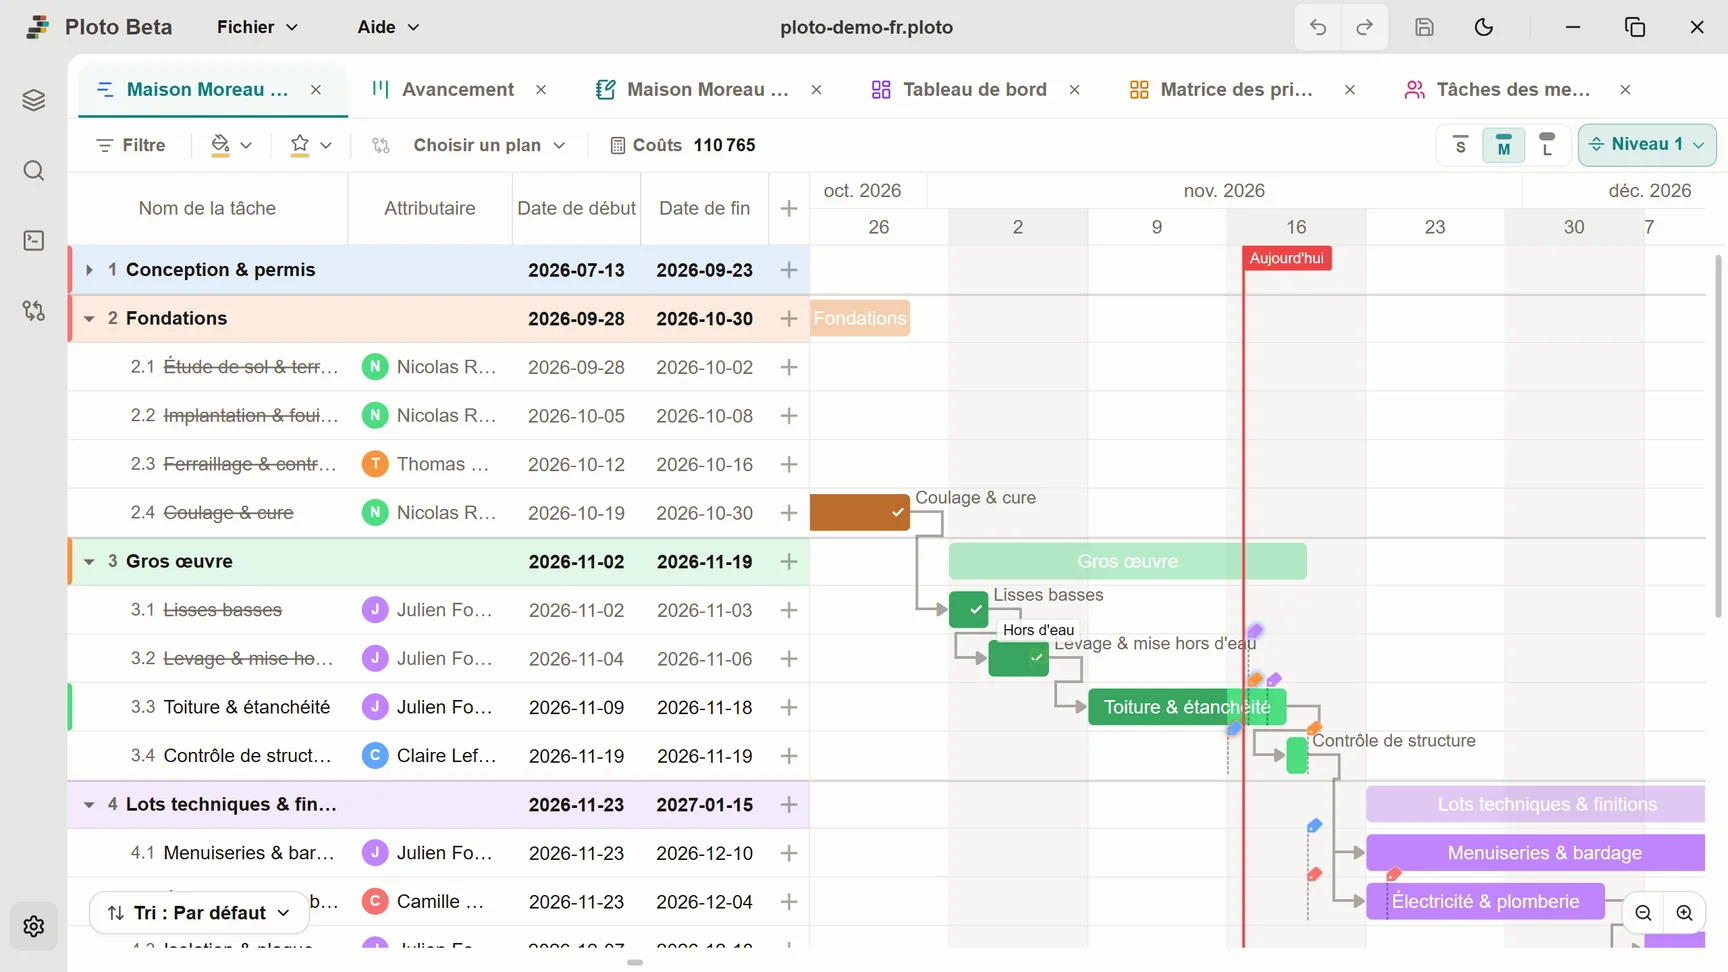 Ploto Beta
Fichier
Aide
ploto-demo-fr.ploto
Maison Moreau ...
Avancement
Maison Moreau ...
Tableau de bord
Matrice des pri...
Tâches des me...
Filtre
Choisir un plan
Coûts 110 765
S
M
L
Niveau 1
Nom de la tâche
Attributaire
Date de début
Date de fin
oct. 2026
nov. 2026
déc. 2026
26
2
9
16
23
30
7
Aujourd'hui
1 Conception & permis 2026-07-13 2026-09-23
2 Fondations 2026-09-28 2026-10-30
Fondations
2.1 Étude de sol & terr... N Nicolas R... 2026-09-28 2026-10-02
2.2 Implantation & foui... N Nicolas R... 2026-10-05 2026-10-08
2.3 Ferraillage & contr... T Thomas ... 2026-10-12 2026-10-16
2.4 Coulage & cure N Nicolas R... 2026-10-19 2026-10-30
Coulage & cure
3 Gros œuvre 2026-11-02 2026-11-19
Gros œuvre
3.1 Lisses basses J Julien Fo... 2026-11-02 2026-11-03
Lisses basses
Hors d'eau
3.2 Levage & mise ho... J Julien Fo... 2026-11-04 2026-11-06
Levage & mise hors d'eau
3.3 Toiture & étanchéité J Julien Fo... 2026-11-09 2026-11-18
Toiture & étanchéité
3.4 Contrôle de struct... C Claire Lef... 2026-11-19 2026-11-19
Contrôle de structure
4 Lots techniques & fin... 2026-11-23 2027-01-15
Lots techniques & finitions
4.1 Menuiseries & bar... J Julien Fo... 2026-11-23 2026-12-10
Menuiseries & bardage
b... C Camille ... 2026-11-23 2026-12-04
Électricité & plomberie
Tri : Par défaut